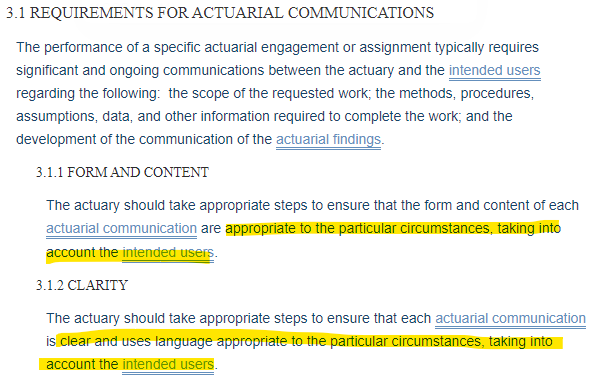 3.1 REQUIREMENTS FOR ACTUARIAL COMMUNICATIONS
The performance of a specific actuarial engagement or assignment typically requires
significant and ongoing communications between the actuary and the intended users
regarding the following:  the scope of the requested work; the methods, procedures,
assumptions, data, and other information required to complete the work; and the
development of the communication of the actuarial findings.
3.1.1 FORM AND CONTENT
The actuary should take appropriate steps to ensure that the form and content of each
actuarial communication are appropriate to the particular circumstances, taking into
account the intended users.
3.1.2 CLARITY
The actuary should take appropriate steps to ensure that each actuarial communication
is clear and uses language appropriate to the particular circumstances, taking into
account the intended users.